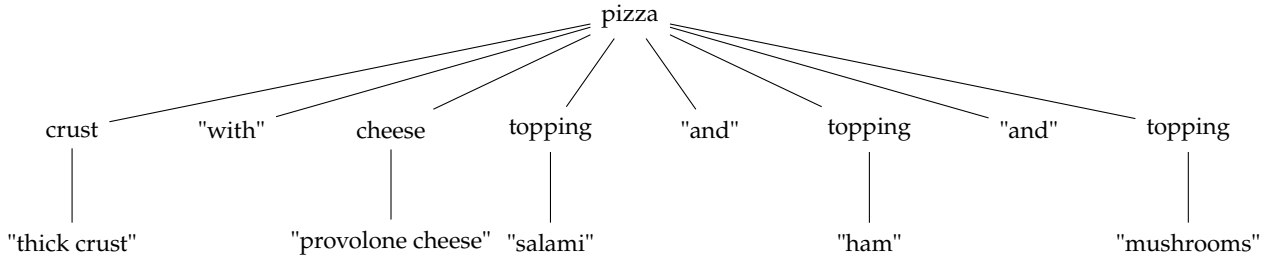 pizza
crust "with" cheese topping "and" topping "and" topping
"thick crust" "provolone cheese" "salami" "ham" "mushrooms"